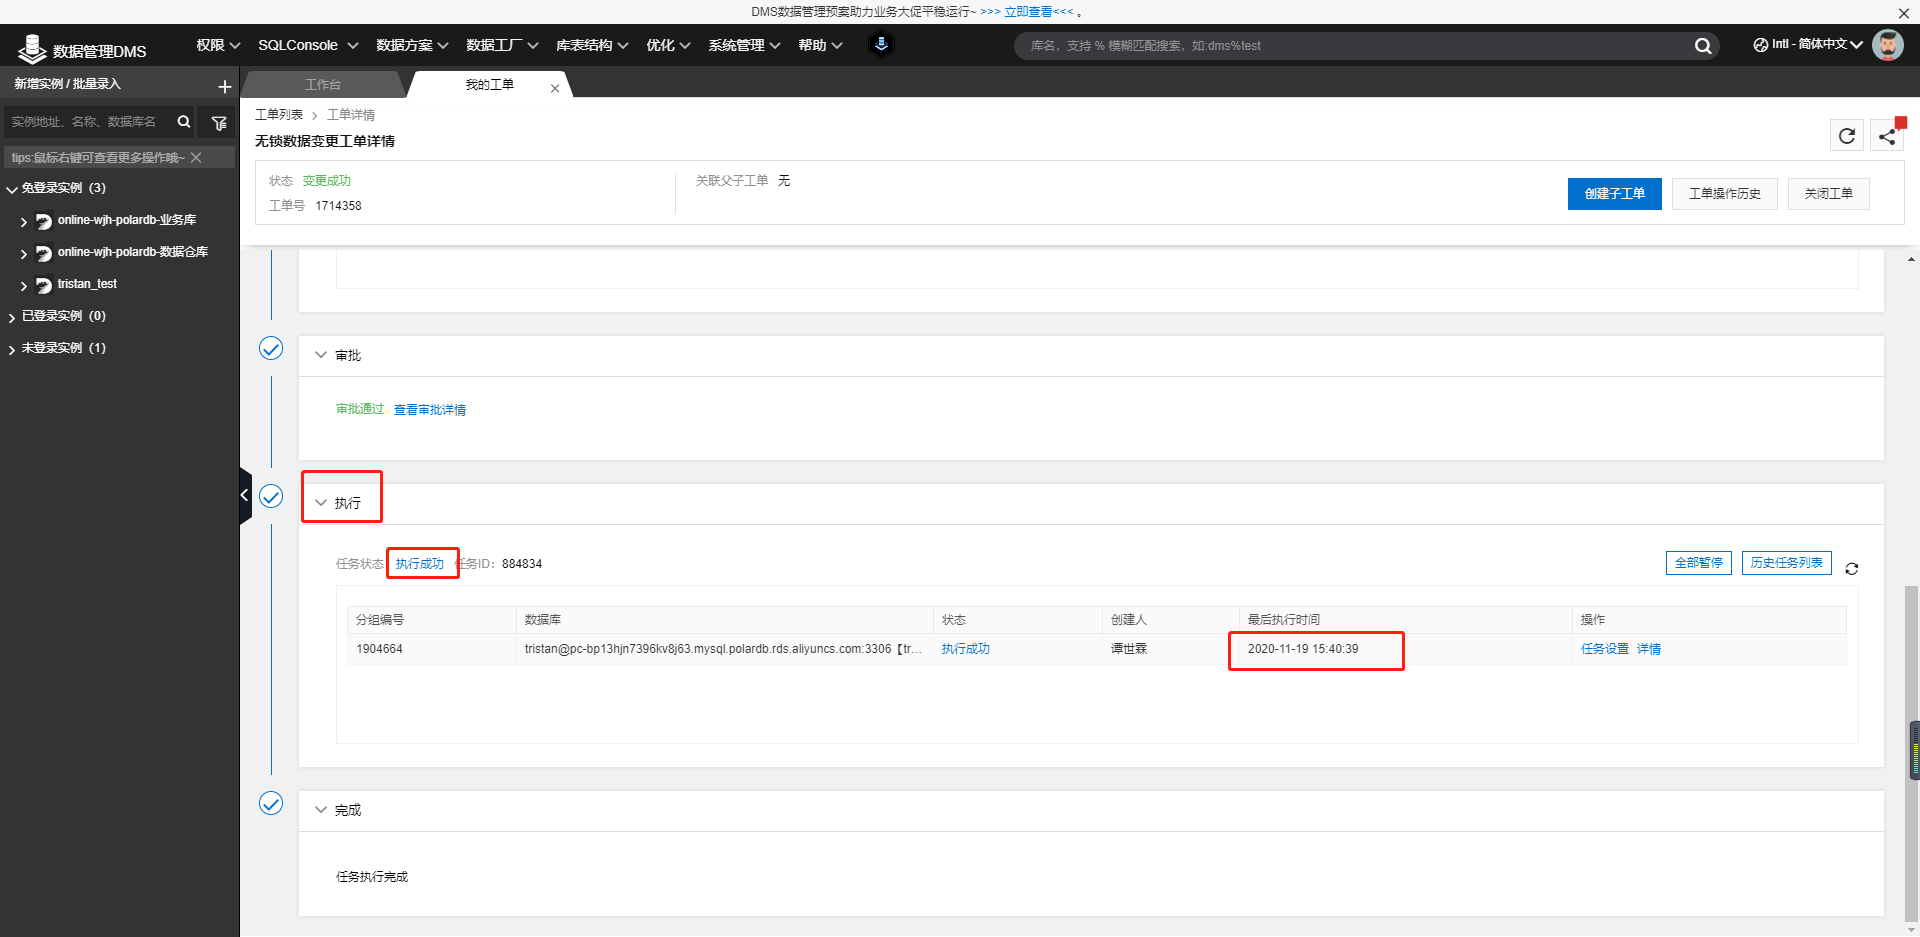 DMS数据管理预案助力业务大促平稳运行~ >>> 立即查看<<< 。
数据管理DMS 权限 SQLConsole 数据方案 数据工厂 库表结构 优化 系统管理 帮助 库名，支持 % 模糊匹配搜索，如:dms%test Intl - 简体中文
新增实例 / 批量录入
工作台 我的工单
实例地址、名称、数据库名
tips:鼠标右键可查看更多操作哦~
免登录实例 (3)
online-wjh-polardb-业务库
online-wjh-polardb-数据仓库
tristan_test
已登录实例 (0)
未登录实例 (1)
工单列表 > 工单详情
无锁数据变更工单详情
状态 变更成功 关联父子工单 无
工单号 1714358
创建子工单 工单操作历史 关闭工单
审批
审批通过 查看审批详情
执行
任务状态 执行成功 任务ID: 884834 全部暂停 历史任务列表
分组编号 数据库 状态 创建人 最后执行时间 操作
1904664 tristan@pc-bp13hjn7396kv8j63.mysql.polardb.rds.aliyuncs.com:3306【tr... 执行成功 谭世霖 2020-11-19 15:40:39 任务设置 详情
完成
任务执行完成